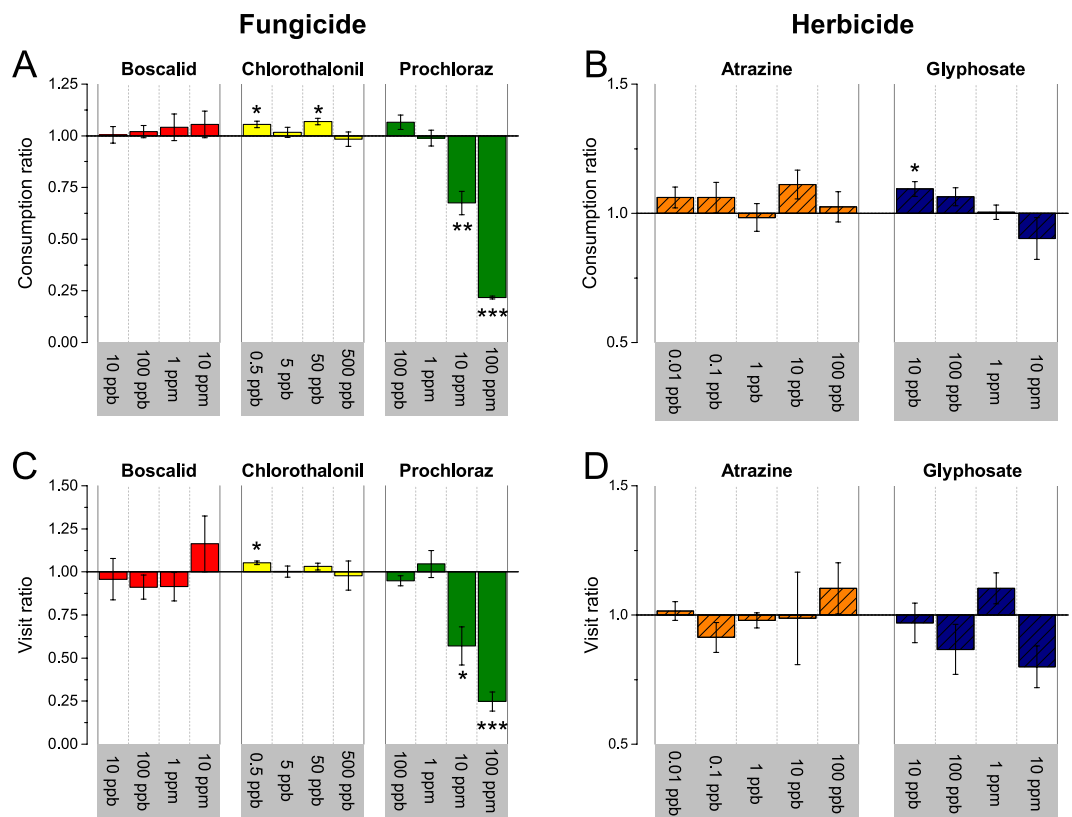 Fungicide
Herbicide
A
Boscalid
Chlorothalonil
Prochloraz
Consumption ratio
1.25
1.00
0.75
0.50
0.25
0.00
*
*
**
***
10 ppb
100 ppb
1 ppm
10 ppm
0.5 ppb
5 ppb
50 ppb
500 ppb
100 ppb
1 ppm
10 ppm
100 ppm
B
Atrazine
Glyphosate
Consumption ratio
1.5
1.0
0.5
*
0.01 ppb
0.1 ppb
1 ppb
10 ppb
100 ppb
10 ppb
100 ppb
1 ppm
10 ppm
C
Boscalid
Chlorothalonil
Prochloraz
Visit ratio
1.50
1.25
1.00
0.75
0.50
0.25
0.00
*
*
***
10 ppb
100 ppb
1 ppm
10 ppm
0.5 ppb
5 ppb
50 ppb
500 ppb
100 ppb
1 ppm
10 ppm
100 ppm
D
Atrazine
Glyphosate
Visit ratio
1.5
1.0
0.5
0.01 ppb
0.1 ppb
1 ppb
10 ppb
100 ppb
10 ppb
100 ppb
1 ppm
10 ppm